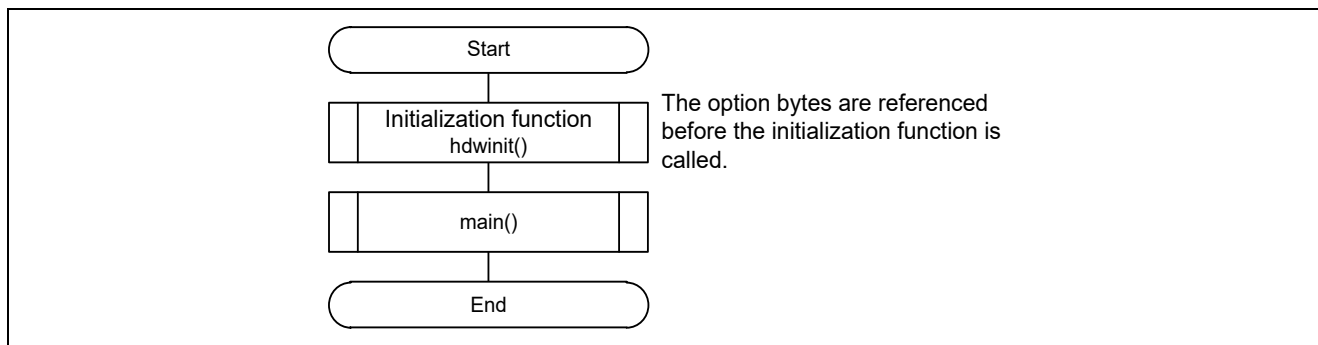 Start
Initialization function
hdwinit()
The option bytes are referenced
before the initialization function is
called.
main()
End